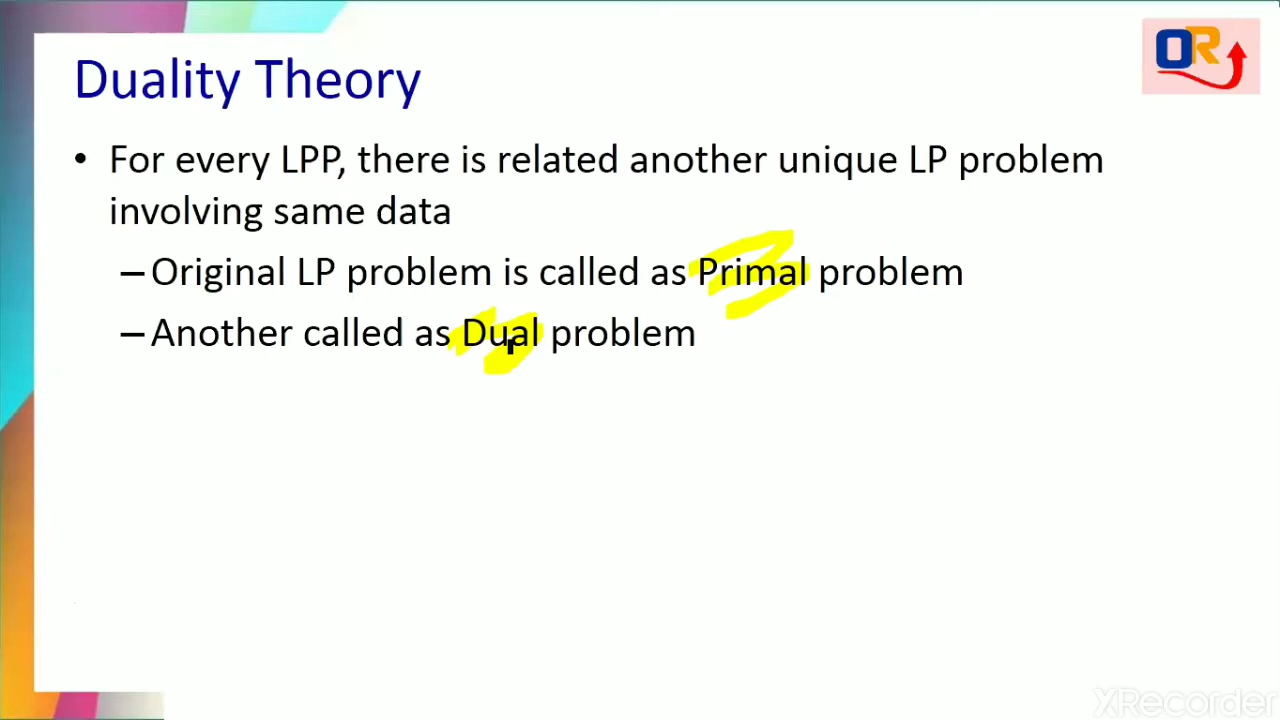 Duality Theory
OR
• For every LPP, there is related another unique LP problem
involving same data
–Original LP problem is called as Primal problem
–Another called as Dual problem
XRecorder